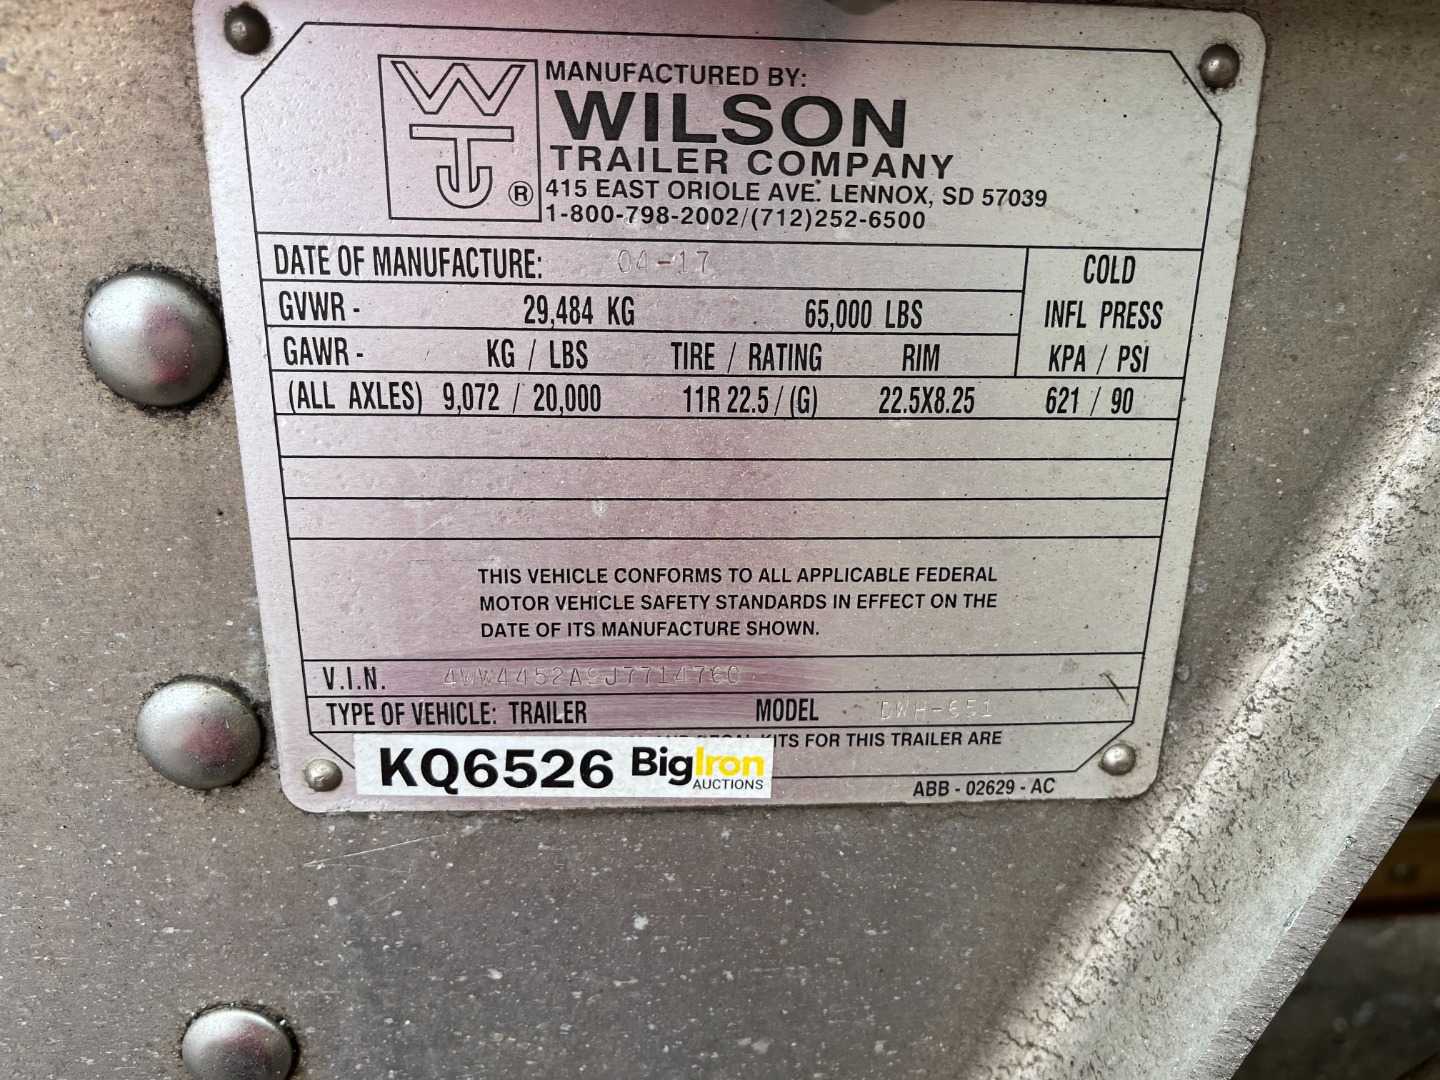 WTJ ®
MANUFACTURED BY:
WILSON
TRAILER COMPANY
415 EAST ORIOLE AVE. LENNOX, SD 57039
1-800-798-2002/(712)252-6500
DATE OF MANUFACTURE: 04-17
COLD
GVWR - 29,484 KG 65,000 LBS INFL PRESS
GAWR - KG / LBS TIRE / RATING RIM KPA / PSI
(ALL AXLES) 9,072 / 20,000 11R 22.5 / (G) 22.5X8.25 621 / 90
THIS VEHICLE CONFORMS TO ALL APPLICABLE FEDERAL
MOTOR VEHICLE SAFETY STANDARDS IN EFFECT ON THE
DATE OF ITS MANUFACTURE SHOWN.
V.I.N.
TYPE OF VEHICLE: TRAILER MODEL DWH-651
KITS FOR THIS TRAILER ARE
KQ6526 BigIron
AUCTIONS
ABB - 02629 - AC